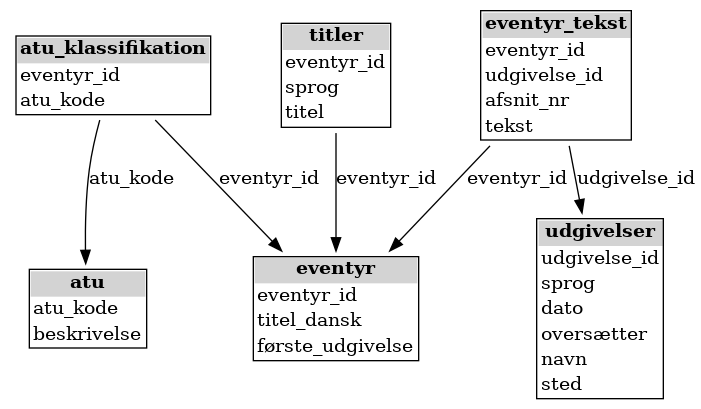 atu_klassifikation
eventyr_id
atu_kode
titler
eventyr_id
sprog
titel
eventyr_tekst
eventyr_id
udgivelse_id
afsnit_nr
tekst
atu_kode
eventyr_id
eventyr_id
eventyr_id
udgivelse_id
atu
atu_kode
beskrivelse
eventyr
eventyr_id
titel_dansk
første_udgivelse
udgivelser
udgivelse_id
sprog
dato
oversætter
navn
sted